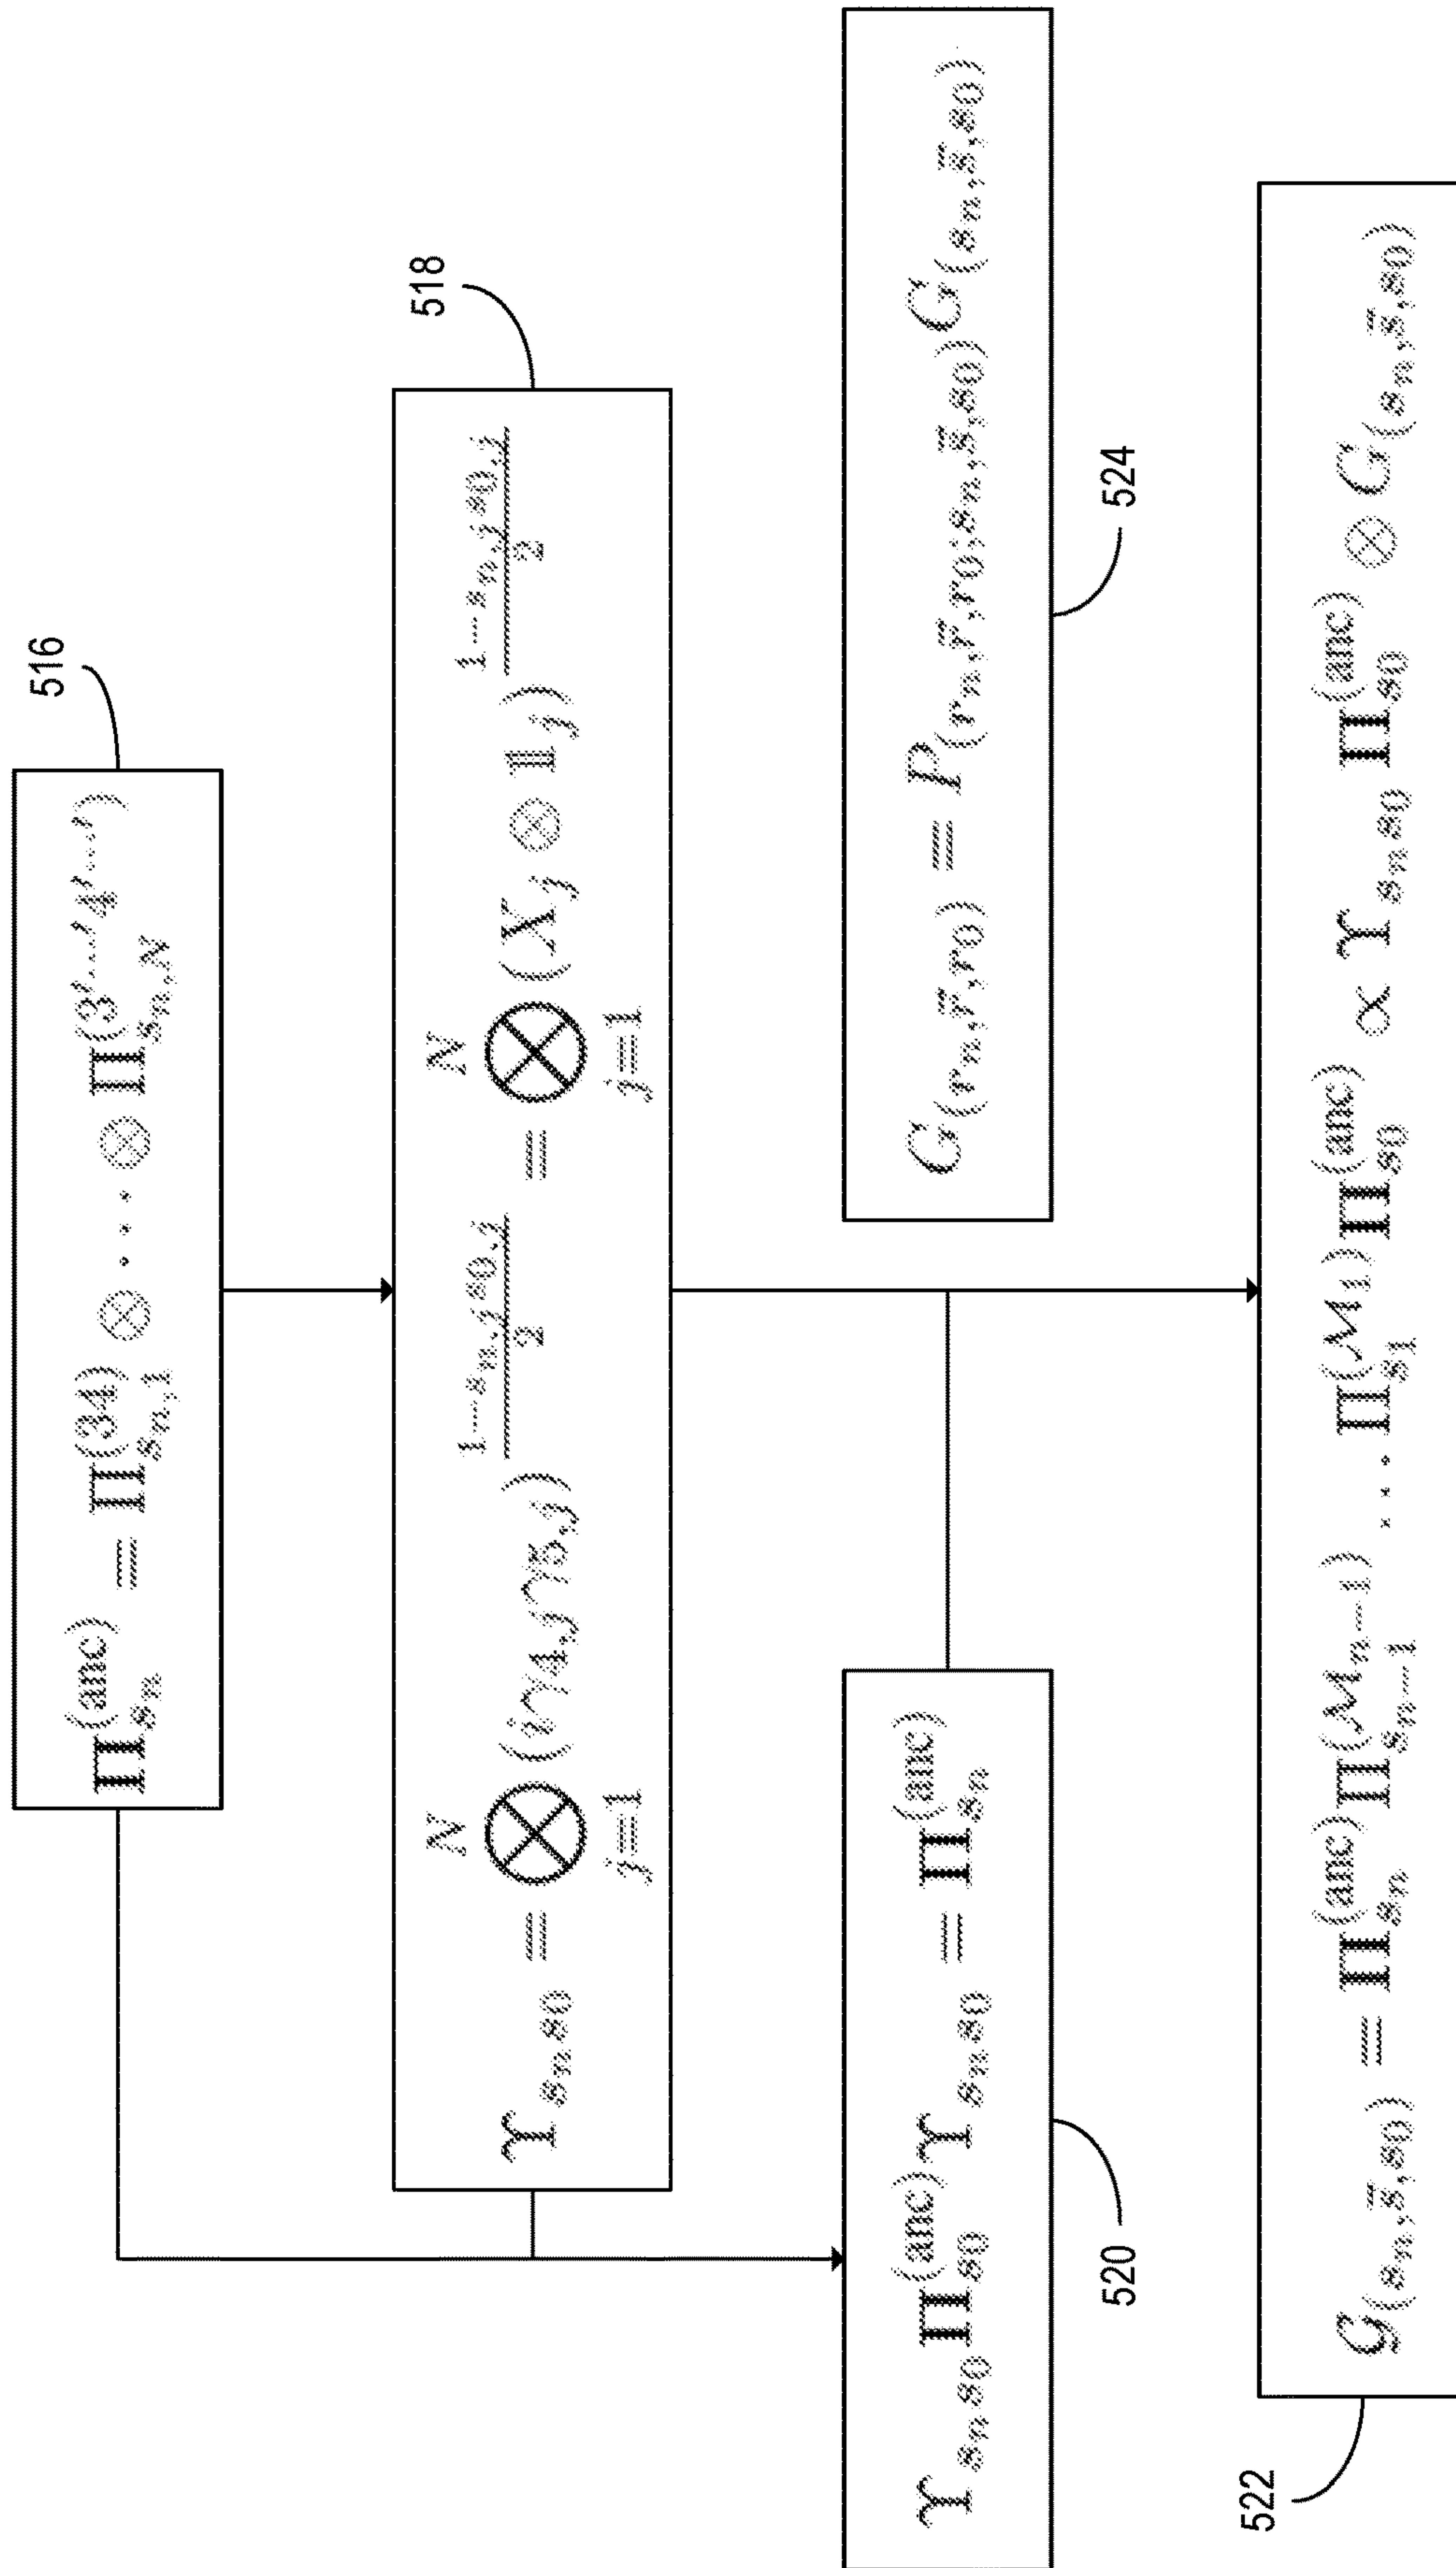 516
Π_{s_n}^{(anc)} = Π_{s_{n,1}}^{(34)} ⊗ ··· ⊗ Π_{s_{n,N}}^{(3'···'4'···')}
518
Υ_{s_n s_0} = ⨂_{j=1}^{N} (iγ_{4,j}γ_{5,j})^{\frac{1-s_{n,j}s_{0,j}}{2}} = ⨂_{j=1}^{N} (X_j ⊗ 𝟙_j)^{\frac{1-s_{n,j}s_{0,j}}{2}}
Υ_{s_n s_0} Π_{s_0}^{(anc)} Υ_{s_n s_0} = Π_{s_n}^{(anc)}
520
G_{(r_n,r̄,r_0)} = P_{(r_n,r̄,r_0;s_n,s̄,s_0)} G_{(s_n,s̄,s_0)}
524
522
𝒢_{(s_n,s̄,s_0)} = Π_{s_n}^{(anc)} Π_{s_{n-1}}^{(ℳ_{n-1})} ··· Π_{s_1}^{(ℳ_1)} Π_{s_0}^{(anc)} ∝ Υ_{s_n s_0} Π_{s_0}^{(anc)} ⊗ G_{(s_n,s̄,s_0)}